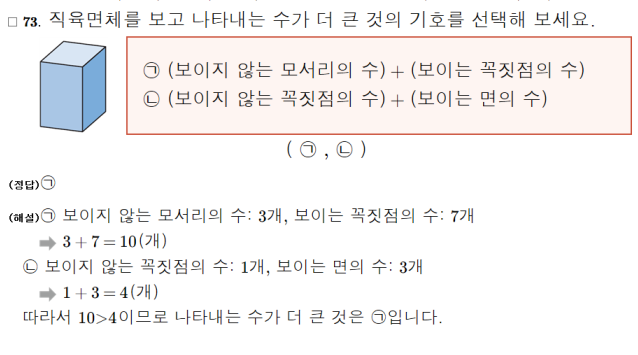 □ 73. 직육면체를 보고 나타내는 수가 더 큰 것의 기호를 선택해 보세요.
㉠ (보이지 않는 모서리의 수) + (보이는 꼭짓점의 수)
㉡ (보이지 않는 꼭짓점의 수) + (보이는 면의 수)
( ㉠ , ㉡ )
(정답)㉠
(해설)㉠ 보이지 않는 모서리의 수: 3개, 보이는 꼭짓점의 수: 7개
➡ 3 + 7 = 10(개)
㉡ 보이지 않는 꼭짓점의 수: 1개, 보이는 면의 수: 3개
➡ 1 + 3 = 4(개)
따라서 10>4이므로 나타내는 수가 더 큰 것은 ㉠입니다.